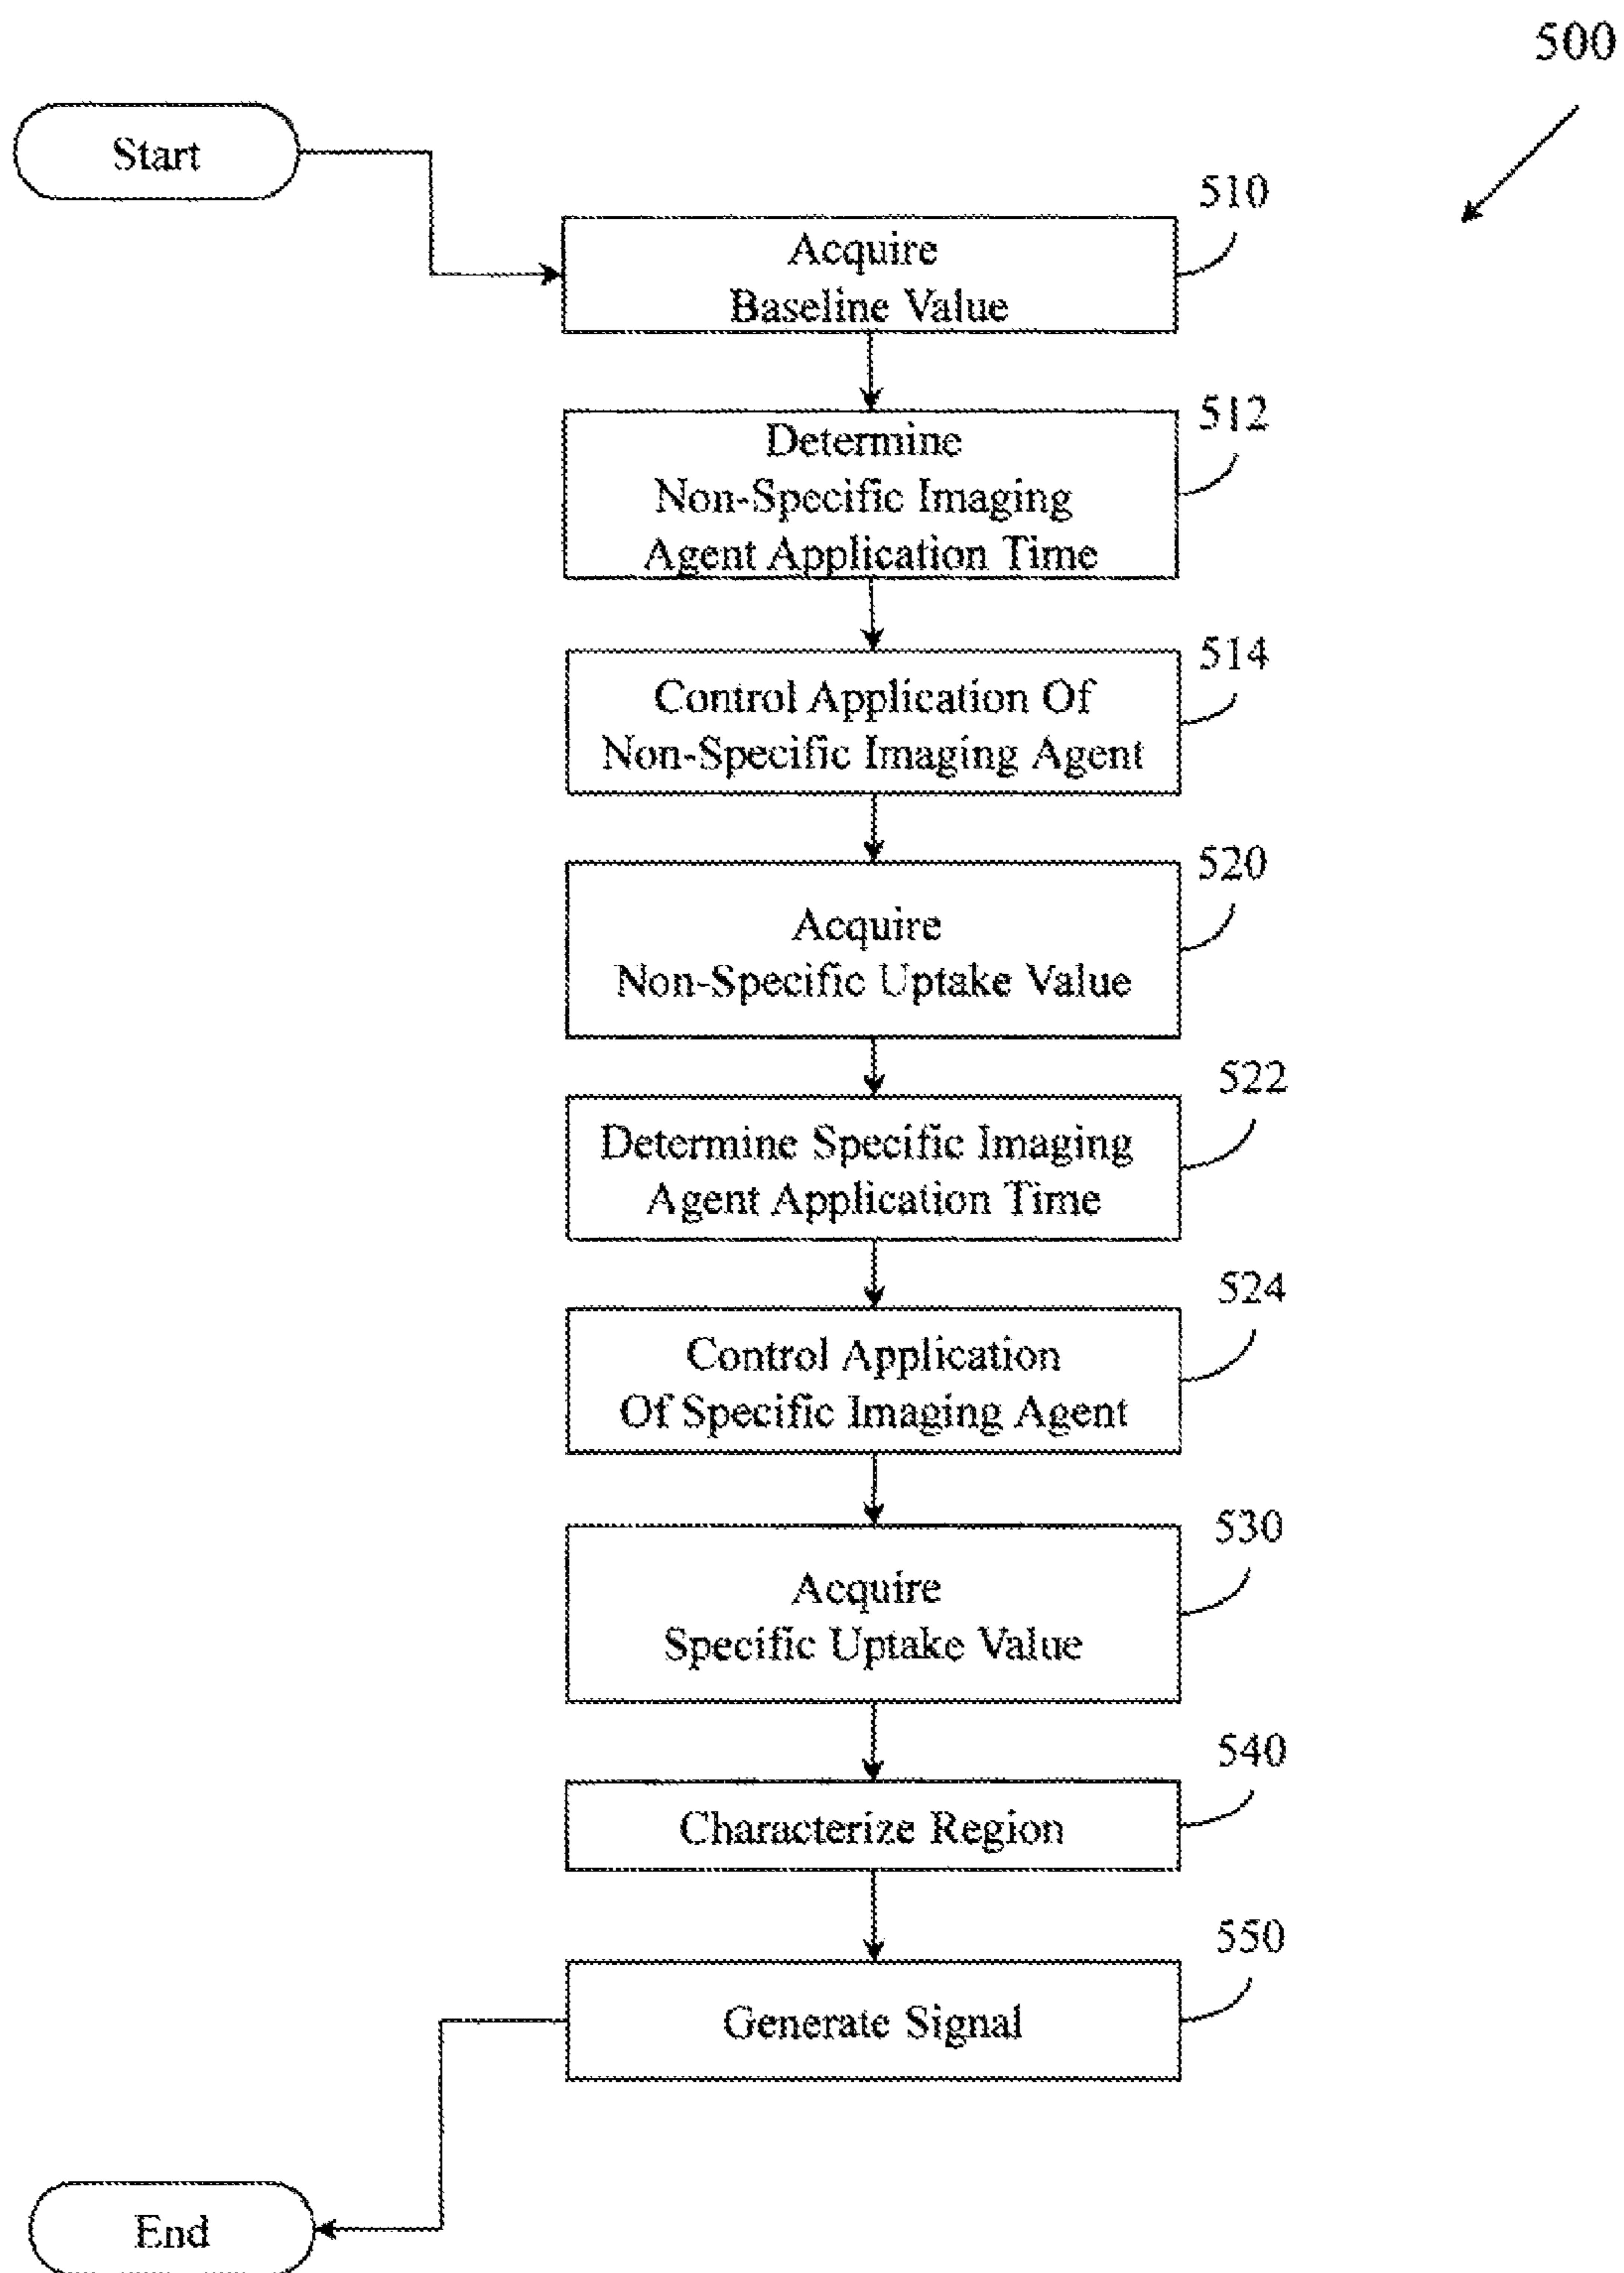 500
Start
510
Acquire
Baseline Value
512
Determine
Non-Specific Imaging
Agent Application Time
514
Control Application Of
Non-Specific Imaging Agent
520
Acquire
Non-Specific Uptake Value
522
Determine Specific Imaging
Agent Application Time
524
Control Application
Of Specific Imaging Agent
530
Acquire
Specific Uptake Value
540
Characterize Region
550
Generate Signal
End